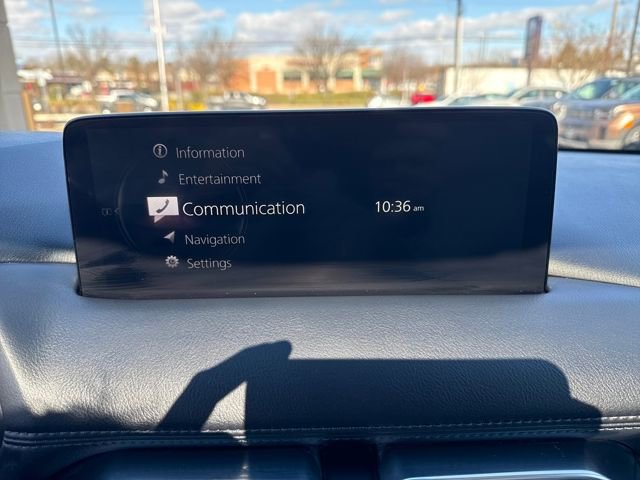 Information
Entertainment
Communication
10:36 am
Navigation
Settings